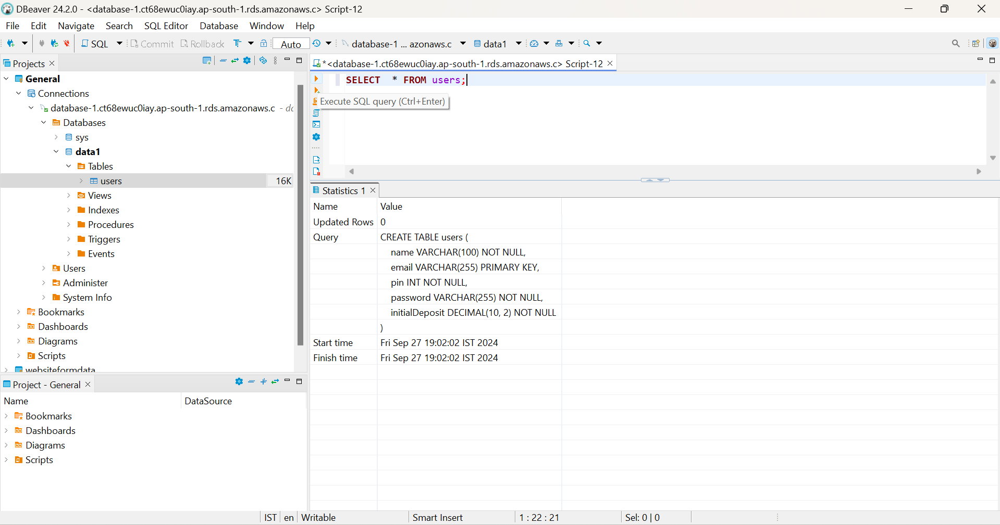 DBeaver 24.2.0 - <database-1.ct68ewuc0iay.ap-south-1.rds.amazonaws.c> Script-12
File Edit Navigate Search SQL Editor Database Window Help
SQL Commit Rollback Auto database-1 ... azonaws.c data1
Projects
General
Connections
database-1.ct68ewuc0iay.ap-south-1.rds.amazonaws.c
Databases
sys
data1
Tables
users 16K
Views
Indexes
Procedures
Triggers
Events
Users
Administer
System Info
Bookmarks
Dashboards
Diagrams
Scripts
websiteformdata
Project - General
Name DataSource
Bookmarks
Dashboards
Diagrams
Scripts
*<database-1.ct68ewuc0iay.ap-south-1.rds.amazonaws.c> Script-12
SELECT * FROM users;
Execute SQL query (Ctrl+Enter)
Statistics 1
Name Value
Updated Rows 0
Query CREATE TABLE users (
name VARCHAR(100) NOT NULL,
email VARCHAR(255) PRIMARY KEY,
pin INT NOT NULL,
password VARCHAR(255) NOT NULL,
initialDeposit DECIMAL(10, 2) NOT NULL
)
Start time Fri Sep 27 19:02:02 IST 2024
Finish time Fri Sep 27 19:02:02 IST 2024
IST en Writable Smart Insert 1 : 22 : 21 Sel: 0 | 0